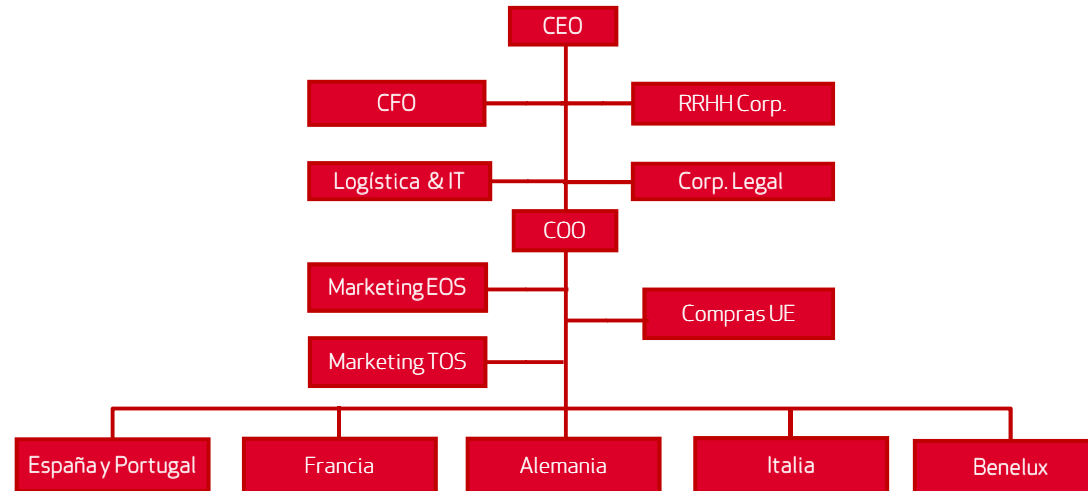 CEO
CFO
RRHH Corp.
Logística & IT
Corp. Legal
COO
Marketing EOS
Compras UE
Marketing TOS
España y Portugal
Francia
Alemania
Italia
Benelux